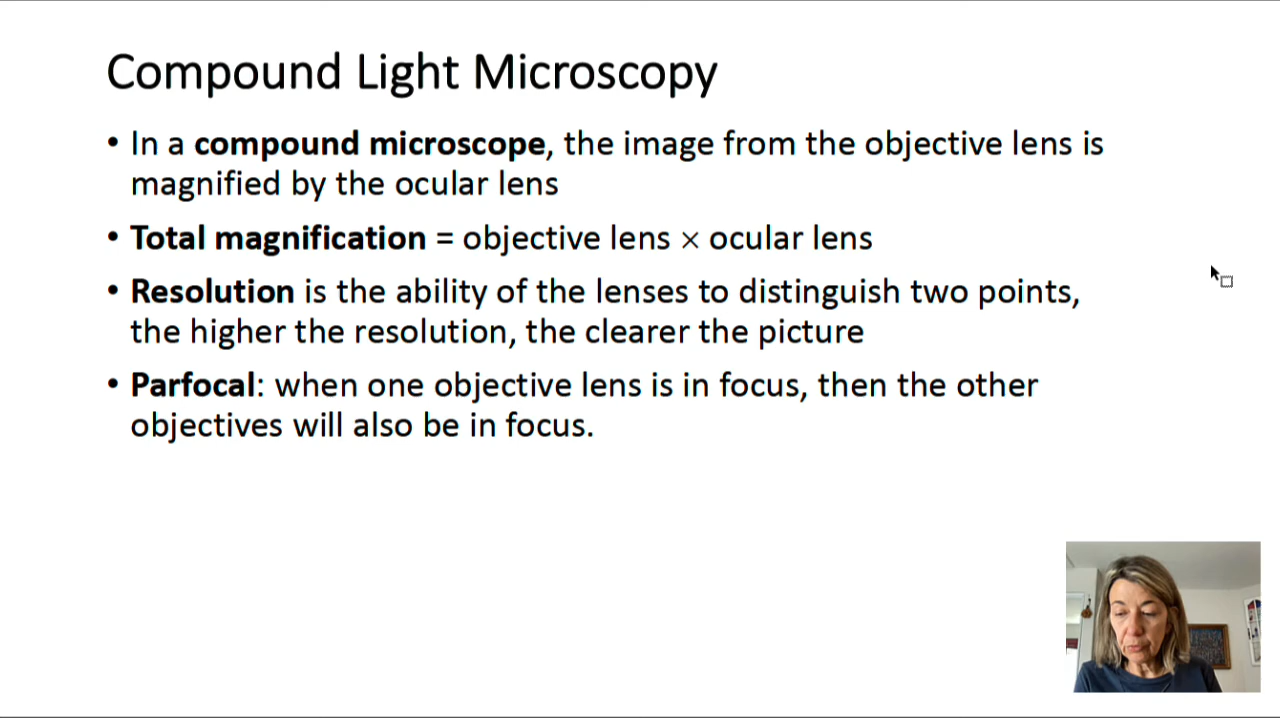 Compound Light Microscopy
• In a compound microscope, the image from the objective lens is
magnified by the ocular lens
• Total magnification = objective lens × ocular lens
• Resolution is the ability of the lenses to distinguish two points,
the higher the resolution, the clearer the picture
• Parfocal: when one objective lens is in focus, then the other
objectives will also be in focus.